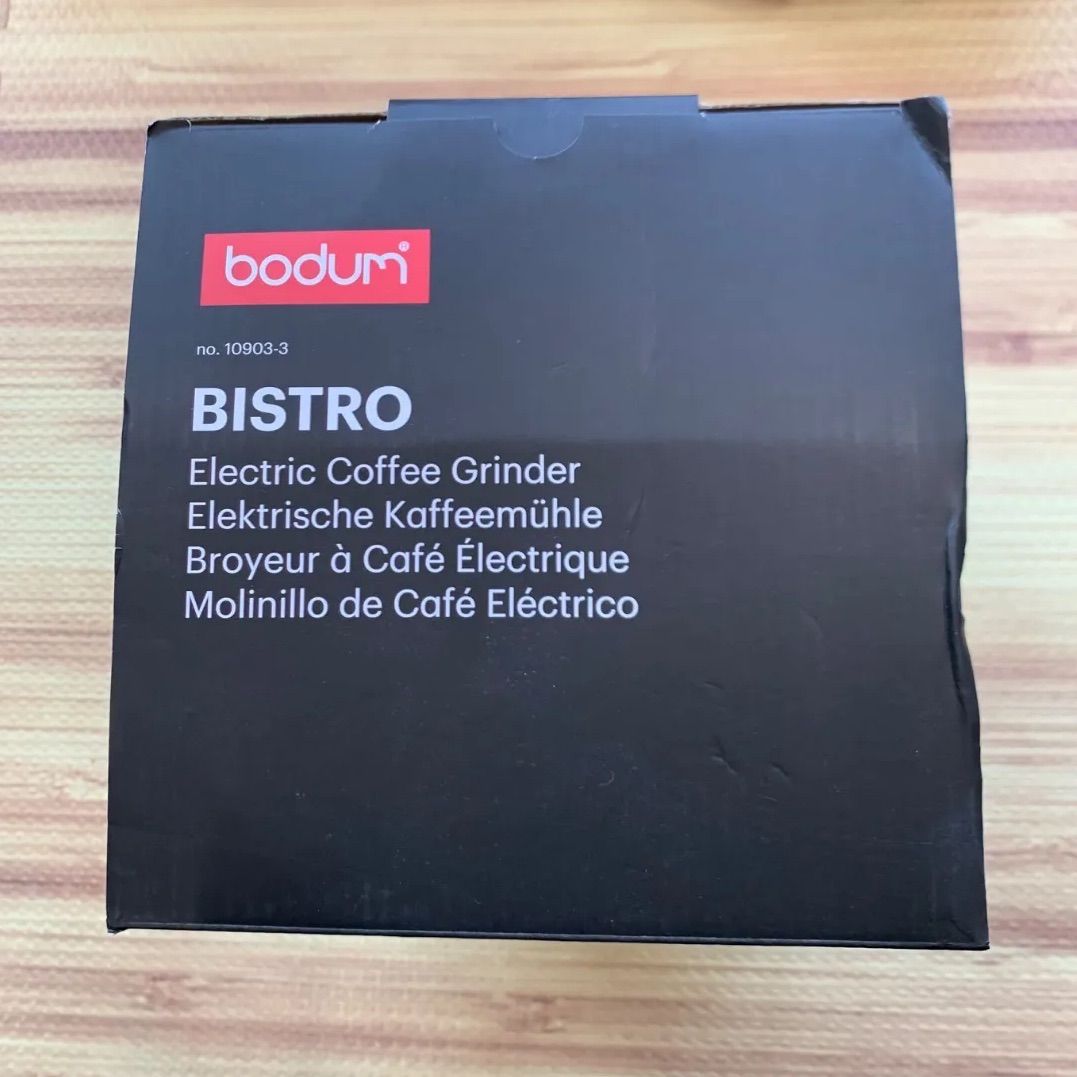 bodum®
no. 10903-3
BISTRO
Electric Coffee Grinder
Elektrische Kaffeemühle
Broyeur à Café Électrique
Molinillo de Café Eléctrico